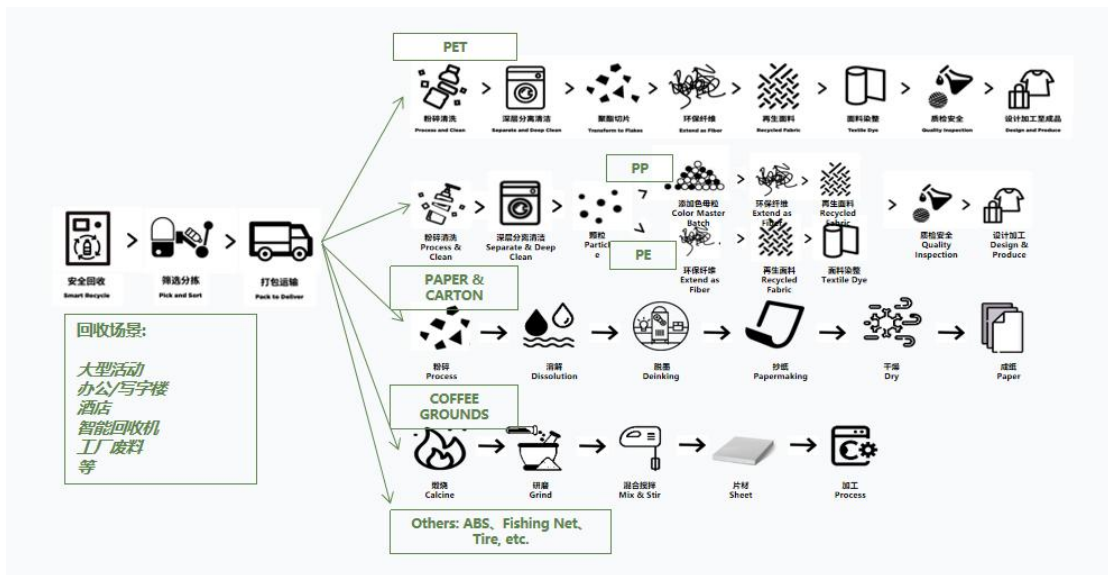 PET
粉碎清洗
Process and Clean
深层分离清洁
Separate and Deep Clean
聚酯切片
Transform to Flakes
环保纤维
Extend as Fiber
再生面料
Recycled Fabric
面料染整
Textile Dye
质检安全
Quality Inspection
设计加工至成品
Design and Produce
安全回收
Smart Recycle
筛选分拣
Pick and Sort
打包运输
Pack to Deliver
粉碎清洗
Process &
Clean
深层分离清洁
Separate & Deep
Clean
颗粒
Particl
e
PP
添加色母粒
Color Master
Batch
环保纤维
Extend as
Fiber
再生面料
Recycled
Fabric
PE
环保纤维
Extend as
Fiber
再生面料
Recycled
Fabric
面料染整
Textile Dye
质检安全
Quality
Inspection
设计加工
Design &
Produce
PAPER &
CARTON
粉碎
Process
溶解
Dissolution
脱墨
Deinking
抄纸
Papermaking
干燥
Dry
成纸
Paper
COFFEE
GROUNDS
煅烧
Calcine
研磨
Grind
混合搅拌
Mix & Stir
片材
Sheet
加工
Process
Others: ABS、Fishing Net、
Tire, etc.
回收场景:
大型活动
办公/写字楼
酒店
智能回收机
工厂废料
等